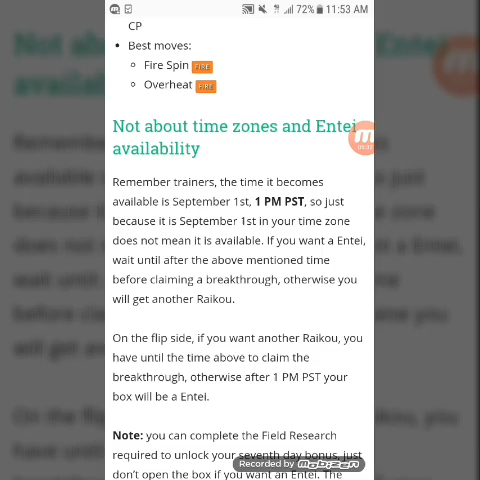 72% 11:53 AM
CP
Best moves:
Fire Spin FIRE
Overheat FIRE
Not about time zones and Entei
availability
Remember trainers, the time it becomes
available is September 1st, 1 PM PST, so just
because it is September 1st in your time zone
does not mean it is available. If you want a Entei,
wait until after the above mentioned time
before claiming a breakthrough, otherwise you
will get another Raikou.
On the flip side, if you want another Raikou, you
have until the time above to claim the
breakthrough, otherwise after 1 PM PST your
box will be a Entei.
Note: you can complete the Field Research
required to unlock your seventh day bonus, just
don't open the box if you want an Entei. The
Recorded by mobizen